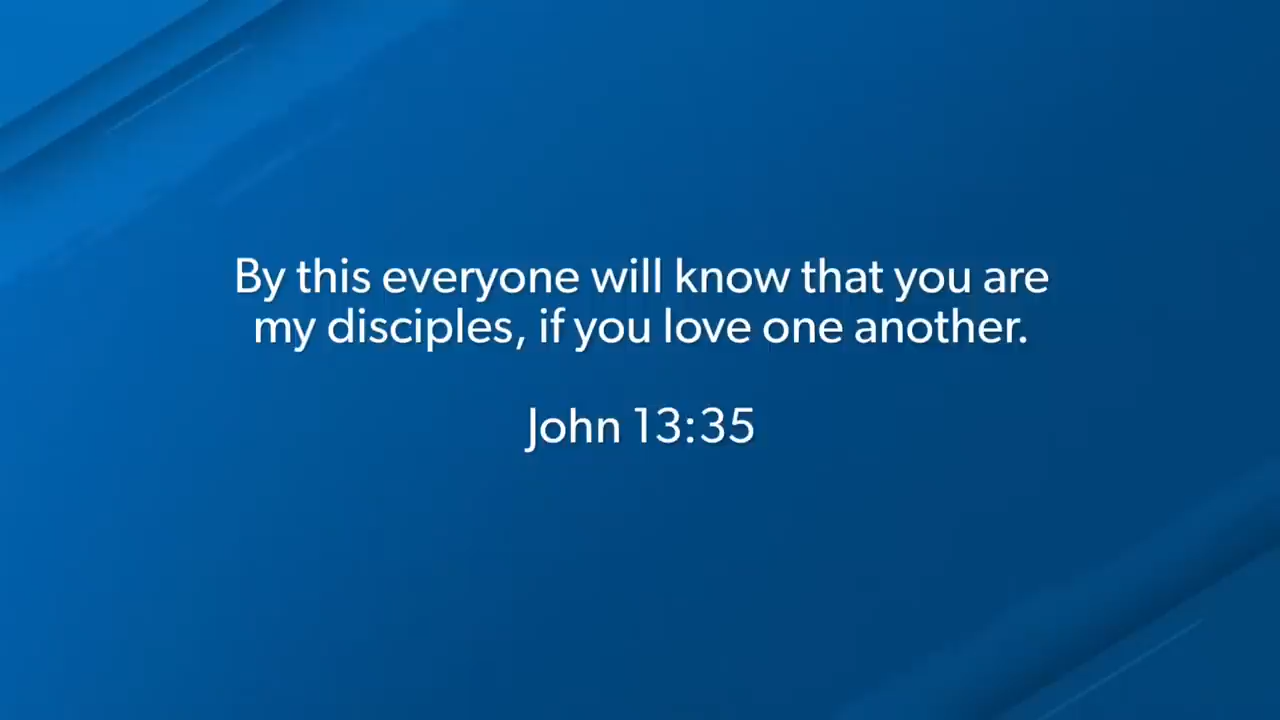 By this everyone will know that you are
my disciples, if you love one another.
John 13:35